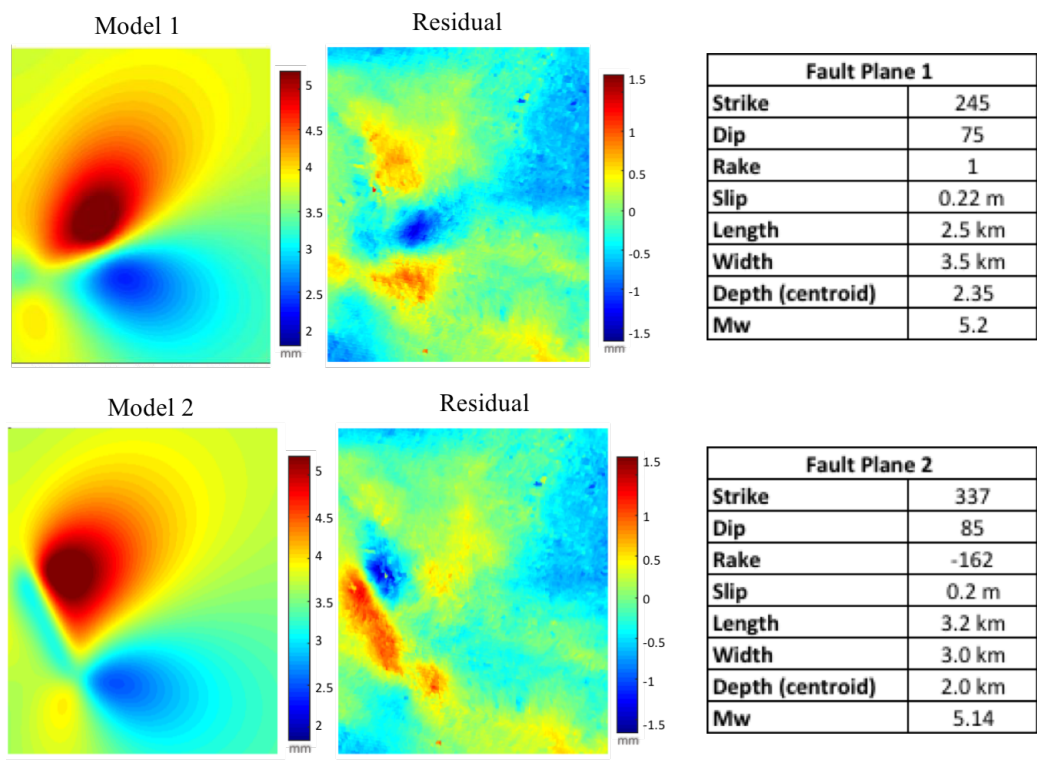 Model 1
Residual
5
4.5
4
3.5
3
2.5
2
mm
1.5
1
0.5
0
-0.5
-1
-1.5
mm
Fault Plane 1
Strike 245
Dip 75
Rake 1
Slip 0.22 m
Length 2.5 km
Width 3.5 km
Depth (centroid) 2.35
Mw 5.2
Model 2
Residual
5
4.5
4
3.5
3
2.5
2
mm
1.5
1
0.5
0
-0.5
-1
-1.5
mm
Fault Plane 2
Strike 337
Dip 85
Rake -162
Slip 0.2 m
Length 3.2 km
Width 3.0 km
Depth (centroid) 2.0 km
Mw 5.14